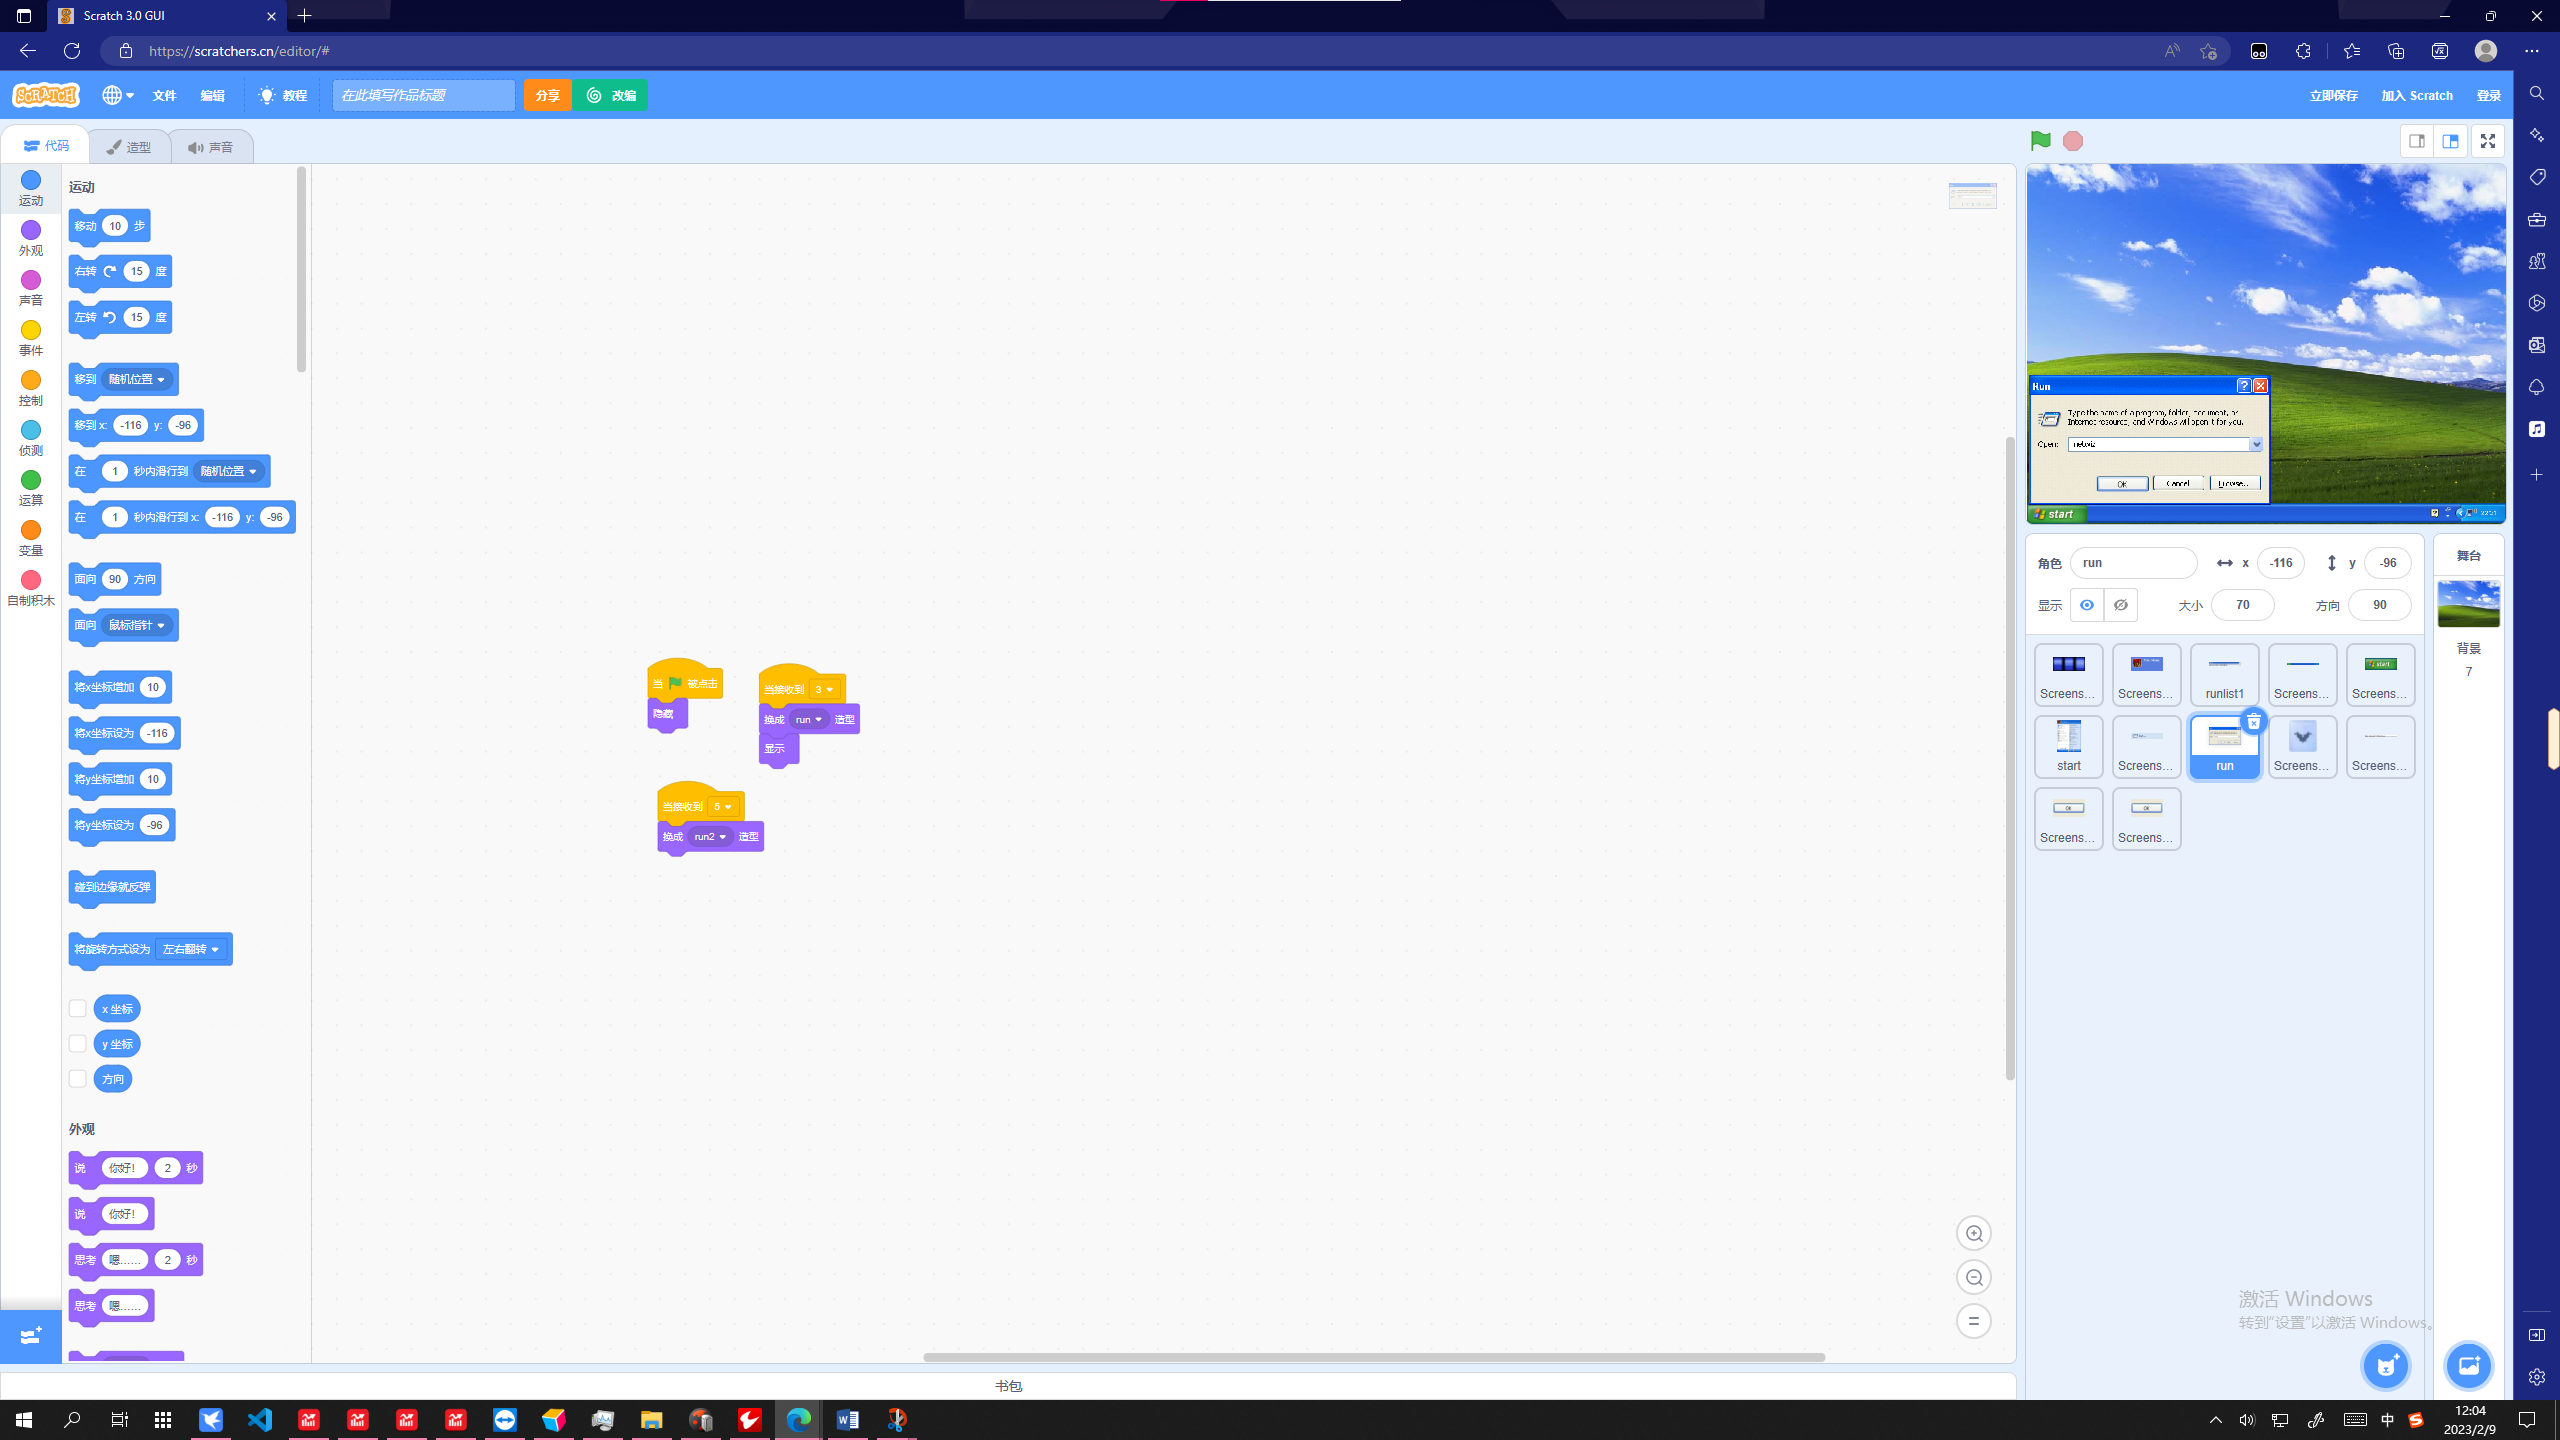 Scratch 3.0 GUI
https://scratchers.cn/editor/#
SCRATCH
文件
编辑
教程
在此填写作品标题
分享
改编
立即保存
加入 Scratch
登录
代码
造型
声音
运动
外观
声音
事件
控制
侦测
运算
变量
自制积木
运动
移动 10 步
右转 15 度
左转 15 度
移到 随机位置
移到 x: -116 y: -96
在 1 秒内滑行到 随机位置
在 1 秒内滑行到 x: -116 y: -96
面向 90 方向
面向 鼠标指针
将x坐标增加 10
将x坐标设为 -116
将y坐标增加 10
将y坐标设为 -96
碰到边缘就反弹
将旋转方式设为 左右翻转
x 坐标
y 坐标
方向
外观
说 你好! 2 秒
说 你好!
思考 嗯...... 2 秒
思考 嗯......
当 被点击
隐藏
当接收到 3
换成 run 造型
显示
当接收到 5
换成 run2 造型
书包
Run
Type the name of a program, folder, document, or
Internet resource, and Windows will open it for you.
Open:
OK
Cancel
Browse...
start
角色 run x -116 y -96
显示 大小 70 方向 90
Screens...
Screens...
runlist1
Screens...
start
Screens...
start
Screens...
run
Screens...
Screens...
OK
Screens...
OK
Screens...
舞台
背景
7
激活 Windows
转到"设置"以激活 Windows。
中
12:04
2023/2/9